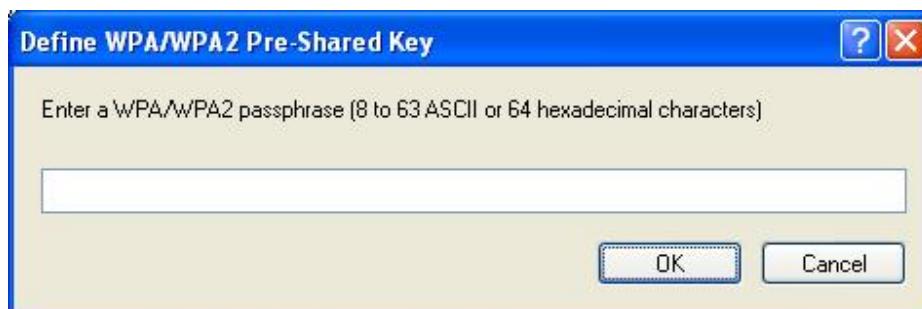 Define WPA/WPA2 Pre-Shared Key ?
Enter a WPA/WPA2 passphrase (8 to 63 ASCII or 64 hexadecimal characters)
OK Cancel